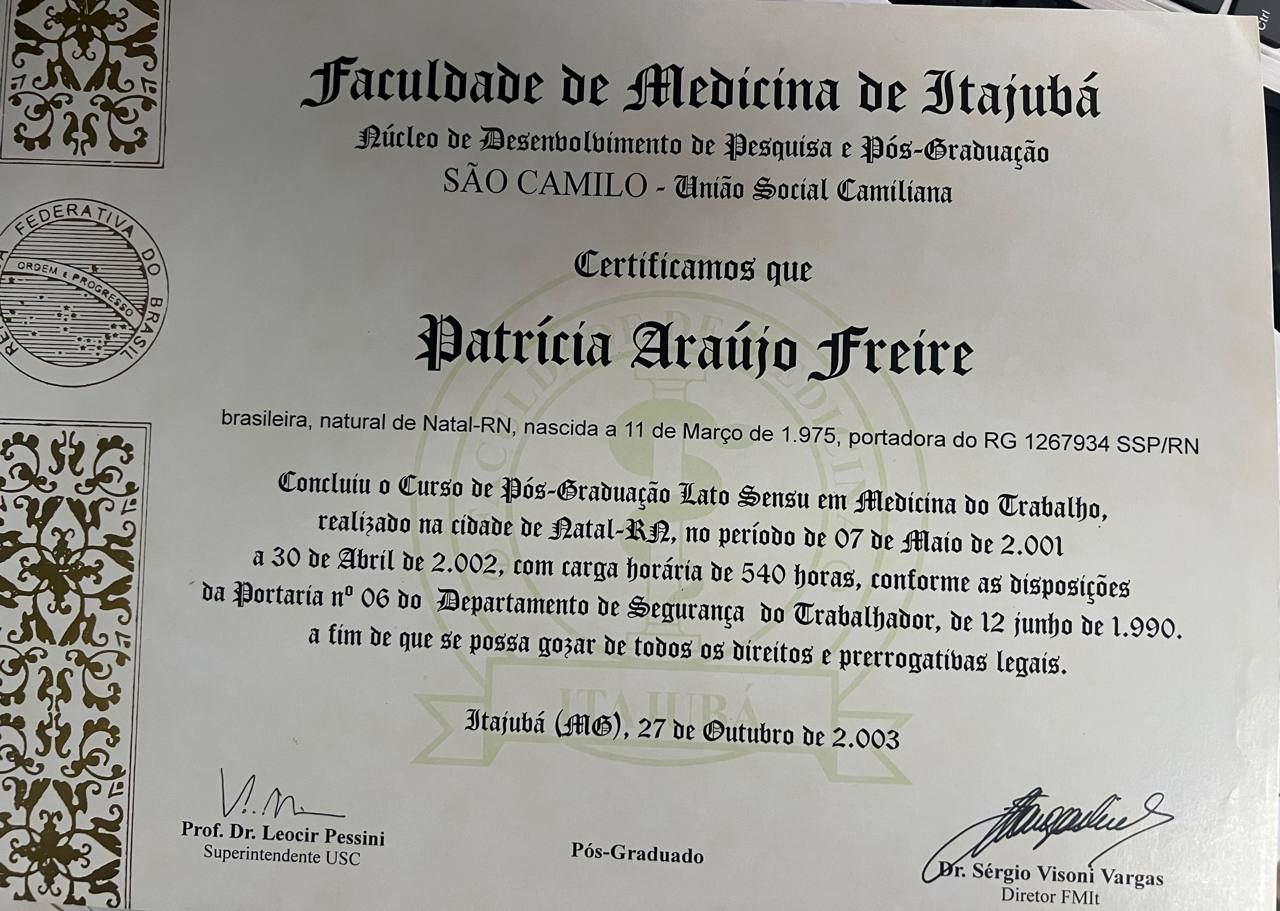 Faculdade de Medicina de Itajubá
Núcleo de Desenvolvimento de Pesquisa e Pós-Graduação
SÃO CAMILO - União Social Camiliana
FEDERATIVA DO BRASIL
ORDEM E PROGRESSO
Certificamos que
Patrícia Araújo Freire
brasileira, natural de Natal-RN, nascida a 11 de Março de 1.975, portadora do RG 1267934 SSP/RN
Concluiu o Curso de Pós-Graduação Lato Sensu em Medicina do Trabalho,
realizado na cidade de Natal-RN, no período de 07 de Maio de 2.001
a 30 de Abril de 2.002, com carga horária de 540 horas, conforme as disposições
da Portaria nº 06 do Departamento de Segurança do Trabalhador, de 12 junho de 1.990.
a fim de que se possa gozar de todos os direitos e prerrogativas legais.
ITAJUBÁ
Itajubá (MG), 27 de Outubro de 2.003
Prof. Dr. Leocir Pessini
Superintendente USC
Pós-Graduado
Dr. Sérgio Visoni Vargas
Diretor FMIt